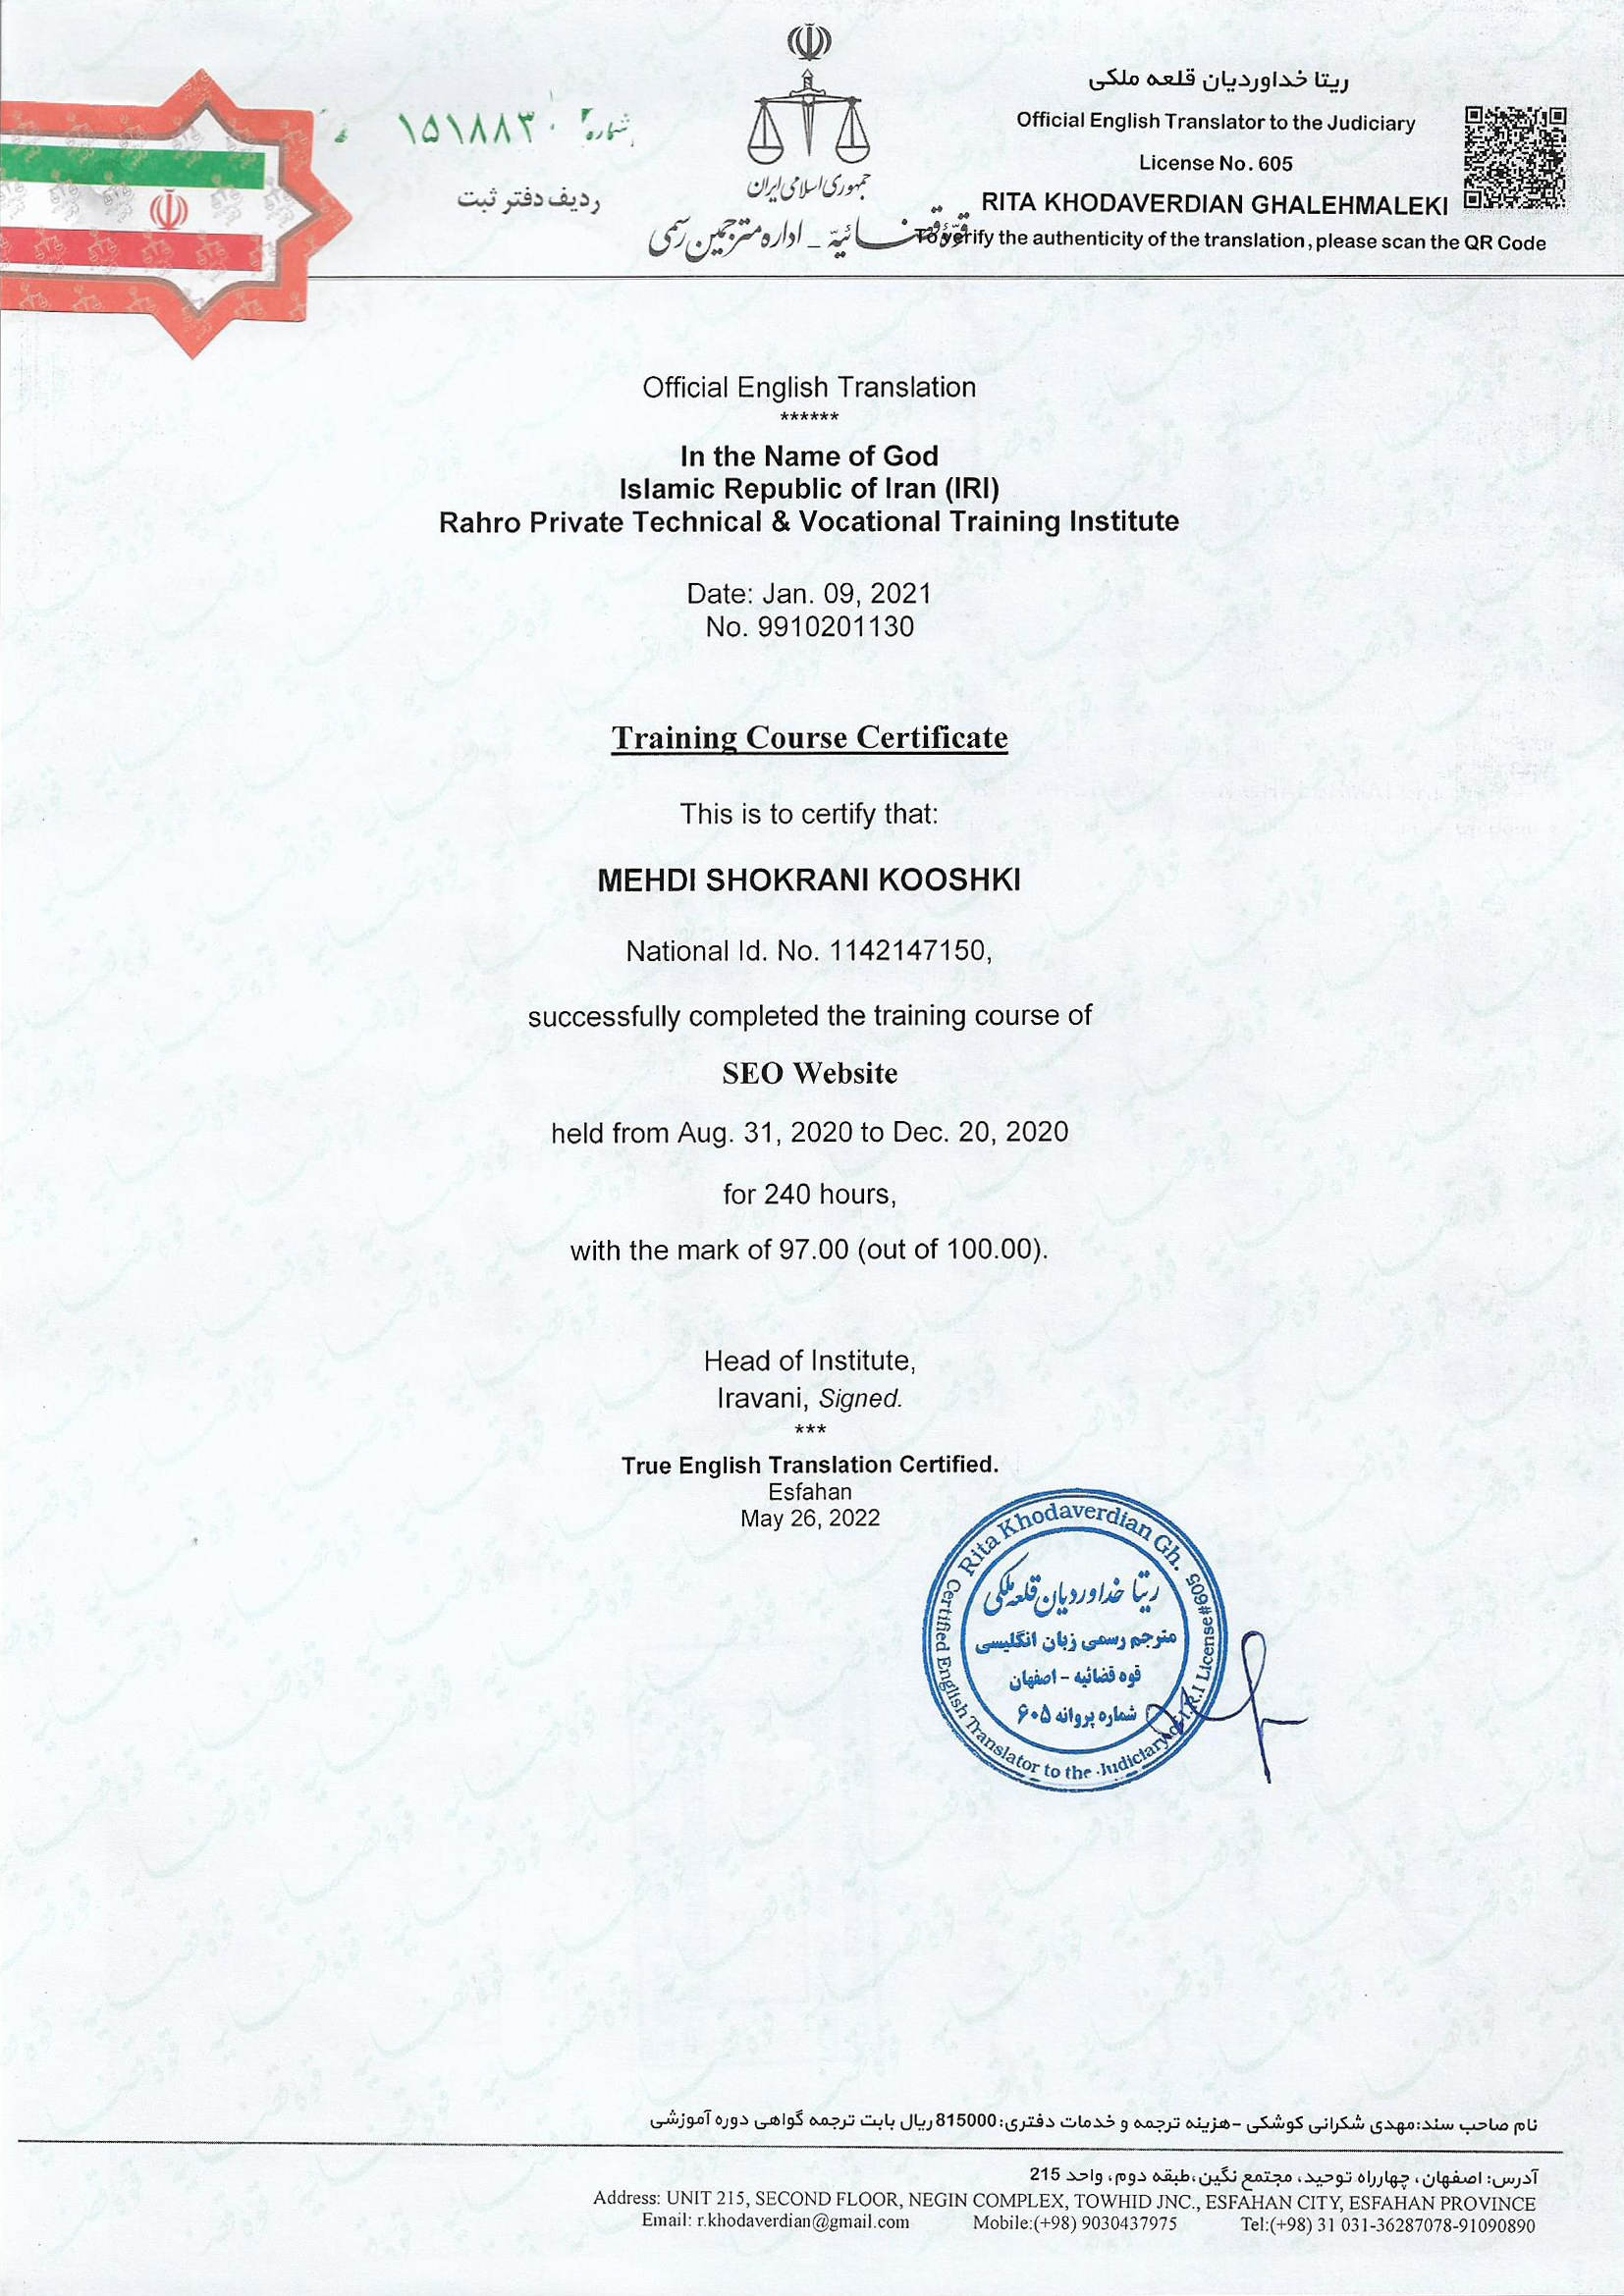 ریتا خداوردیان قلعه ملکی
Official English Translator to the Judiciary
License No. 605
RITA KHODAVERDIAN GHALEHMALEKI
To verify the authenticity of the translation, please scan the QR Code
جمهوری اسلامی ایران
قوّه قضائیّه - اداره مترجمین رسمی
شماره ۱۵۱۸۸۳۰
ردیف دفتر ثبت
Official English Translation
******
In the Name of God
Islamic Republic of Iran (IRI)
Rahro Private Technical & Vocational Training Institute
Date: Jan. 09, 2021
No. 9910201130
Training Course Certificate
This is to certify that:
MEHDI SHOKRANI KOOSHKI
National Id. No. 1142147150,
successfully completed the training course of
SEO Website
held from Aug. 31, 2020 to Dec. 20, 2020
for 240 hours,
with the mark of 97.00 (out of 100.00).
Head of Institute,
Iravani, Signed.
***
True English Translation Certified.
Esfahan
May 26, 2022
Rita Khodaverdian Gh.
Certified English Translator to the Judiciary of I.R.I License#605
ریتا خداوردیان قلعه ملکی
مترجم رسمی زبان انگلیسی
قوه قضائیه - اصفهان
شماره پروانه ۶۰۵
نام صاحب سند:مهدی شکرانی کوشکی -هزینه ترجمه و خدمات دفتری:815000ریال بابت ترجمه گواهی دوره آموزشی
آدرس: اصفهان، چهارراه توحید، مجتمع نگین،طبقه دوم، واحد 215
Address: UNIT 215, SECOND FLOOR, NEGIN COMPLEX, TOWHID JNC., ESFAHAN CITY, ESFAHAN PROVINCE
Email: r.khodaverdian@gmail.com Mobile:(+98) 9030437975 Tel:(+98) 31 031-36287078-91090890